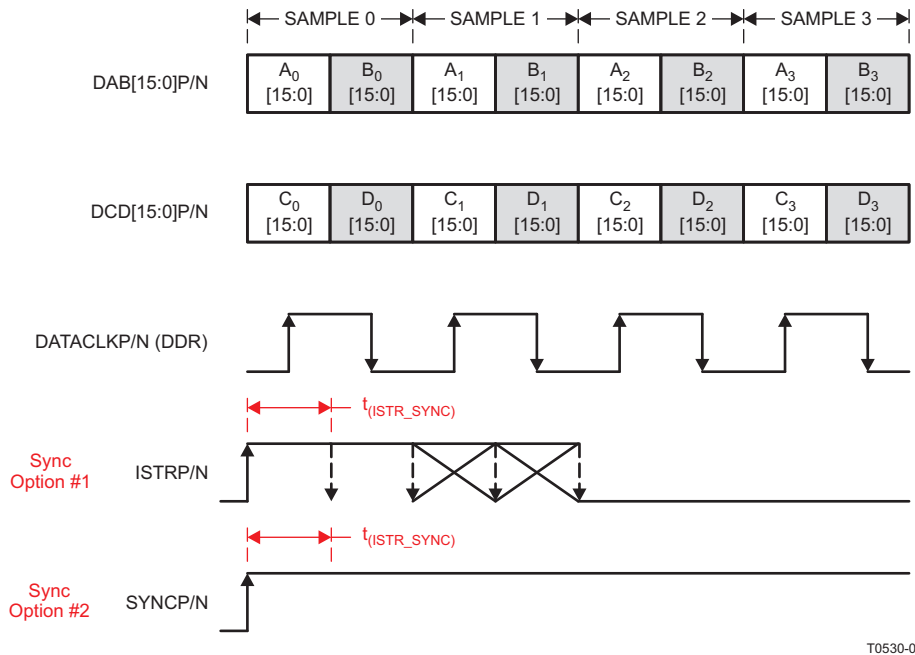 SAMPLE 0 SAMPLE 1 SAMPLE 2 SAMPLE 3
DAB[15:0]P/N
A0 B0 A1 B1 A2 B2 A3 B3
[15:0] [15:0] [15:0] [15:0] [15:0] [15:0] [15:0] [15:0]
DCD[15:0]P/N
C0 D0 C1 D1 C2 D2 C3 D3
[15:0] [15:0] [15:0] [15:0] [15:0] [15:0] [15:0] [15:0]
DATACLKP/N (DDR)
t(ISTR_SYNC)
Sync
Option #1
ISTRP/N
t(ISTR_SYNC)
Sync
Option #2
SYNCP/N
T0530-0